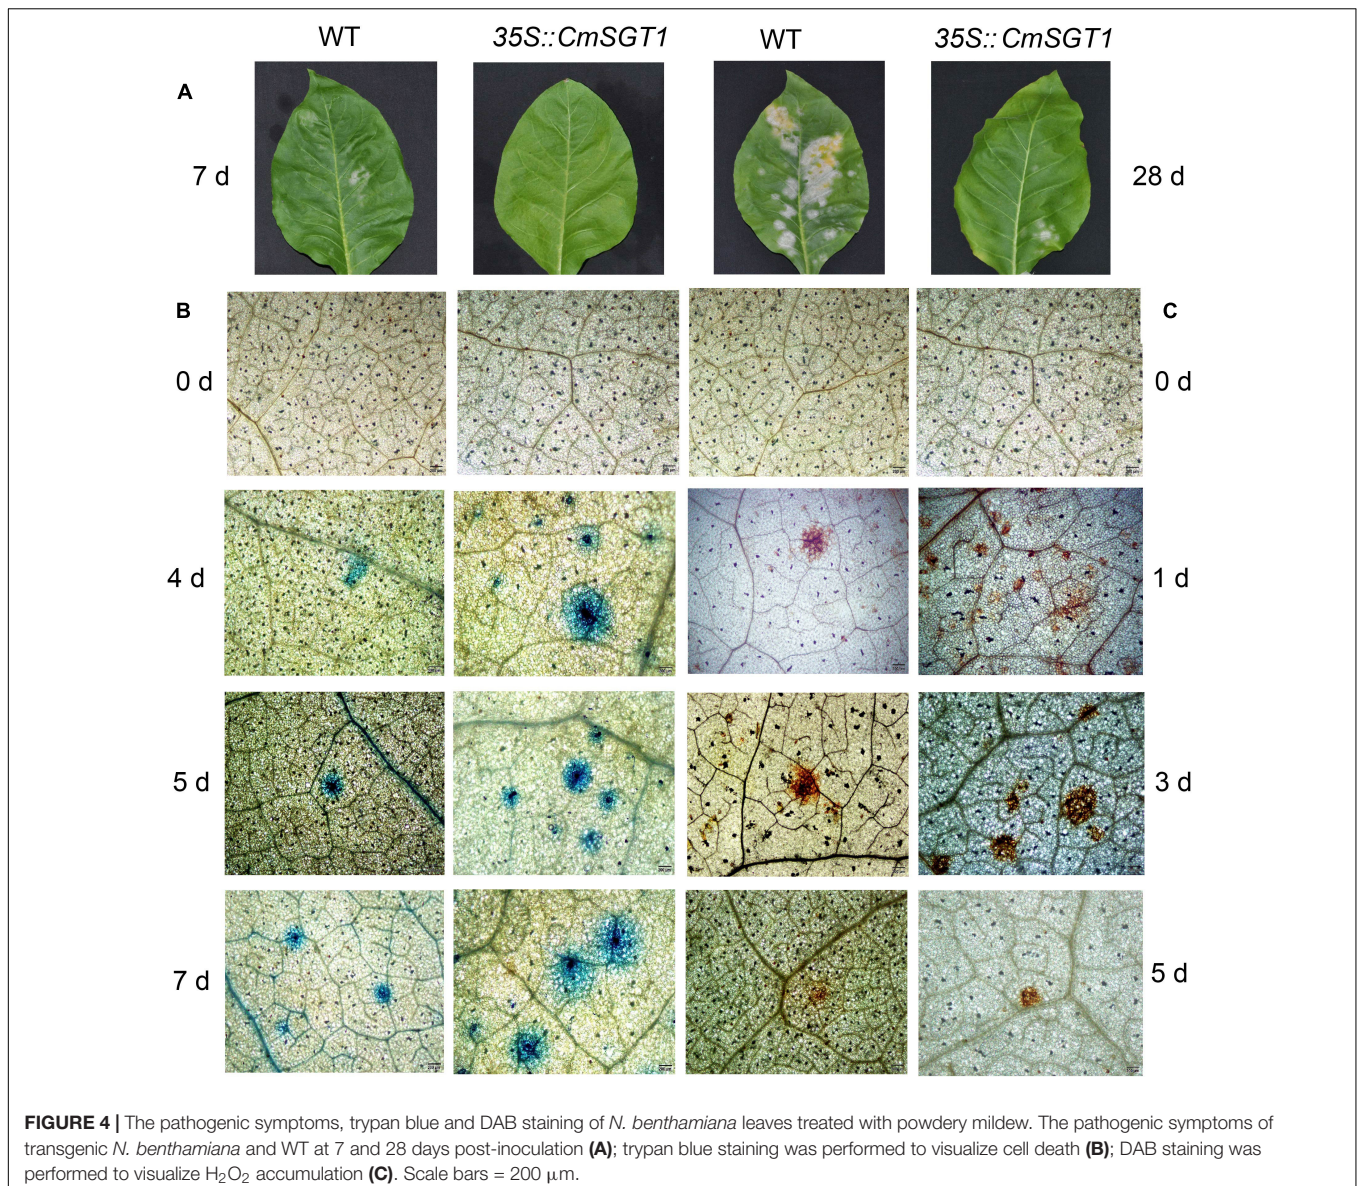 WT 35S::CmSGT1 WT 35S::CmSGT1
A
7 d 28 d
B C
0 d 0 d
4 d 1 d
5 d 3 d
7 d 5 d
FIGURE 4 | The pathogenic symptoms, trypan blue and DAB staining of N. benthamiana leaves treated with powdery mildew. The pathogenic symptoms of
transgenic N. benthamiana and WT at 7 and 28 days post-inoculation (A); trypan blue staining was performed to visualize cell death (B); DAB staining was
performed to visualize H₂O₂ accumulation (C). Scale bars = 200 μm.